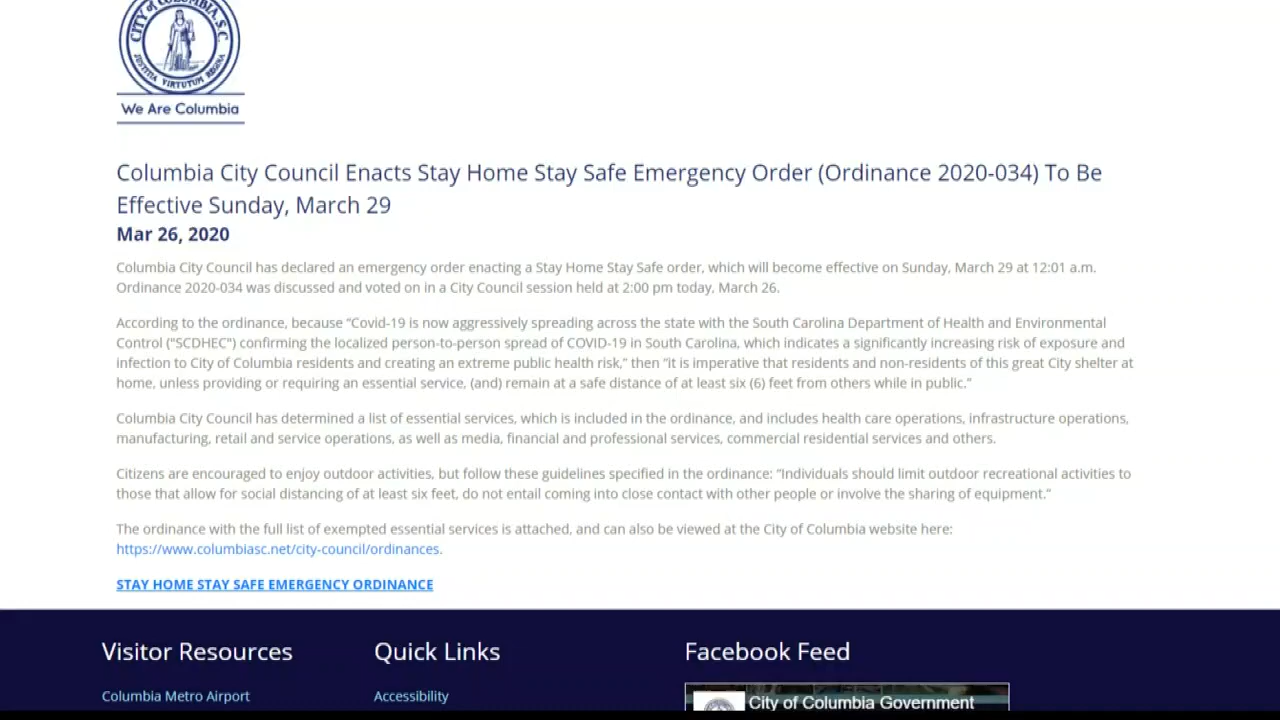 CITY OF COLUMBIA, S.C.
JUSTITIA VIRTUTUM REGINA
We Are Columbia
Columbia City Council Enacts Stay Home Stay Safe Emergency Order (Ordinance 2020-034) To Be
Effective Sunday, March 29
Mar 26, 2020
Columbia City Council has declared an emergency order enacting a Stay Home Stay Safe order, which will become effective on Sunday, March 29 at 12:01 a.m.
Ordinance 2020-034 was discussed and voted on in a City Council session held at 2:00 pm today, March 26.
According to the ordinance, because “Covid-19 is now aggressively spreading across the state with the South Carolina Department of Health and Environmental
Control ("SCDHEC") confirming the localized person-to-person spread of COVID-19 in South Carolina, which indicates a significantly increasing risk of exposure and
infection to City of Columbia residents and creating an extreme public health risk,” then “it is imperative that residents and non-residents of this great City shelter at
home, unless providing or requiring an essential service, (and) remain at a safe distance of at least six (6) feet from others while in public.”
Columbia City Council has determined a list of essential services, which is included in the ordinance, and includes health care operations, infrastructure operations,
manufacturing, retail and service operations, as well as media, financial and professional services, commercial residential services and others.
Citizens are encouraged to enjoy outdoor activities, but follow these guidelines specified in the ordinance: “Individuals should limit outdoor recreational activities to
those that allow for social distancing of at least six feet, do not entail coming into close contact with other people or involve the sharing of equipment.”
The ordinance with the full list of exempted essential services is attached, and can also be viewed at the City of Columbia website here:
https://www.columbiasc.net/city-council/ordinances.
STAY HOME STAY SAFE EMERGENCY ORDINANCE
Visitor Resources
Quick Links
Facebook Feed
Columbia Metro Airport
Accessibility
City of Columbia Government